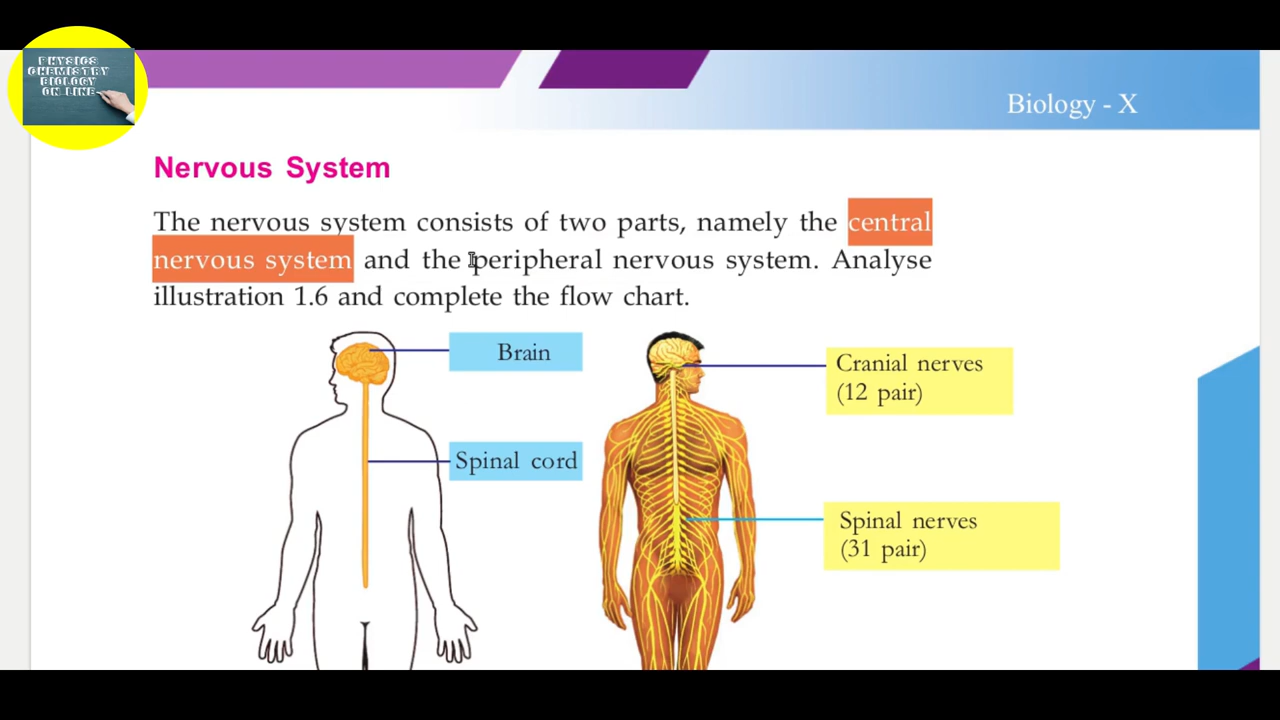 PHYSICS
CHEMISTRY
BIOLOGY
ON LINE
Biology - X
Nervous System
The nervous system consists of two parts, namely the central
nervous system and the peripheral nervous system. Analyse
illustration 1.6 and complete the flow chart.
Brain
Cranial nerves
(12 pair)
Spinal cord
Spinal nerves
(31 pair)